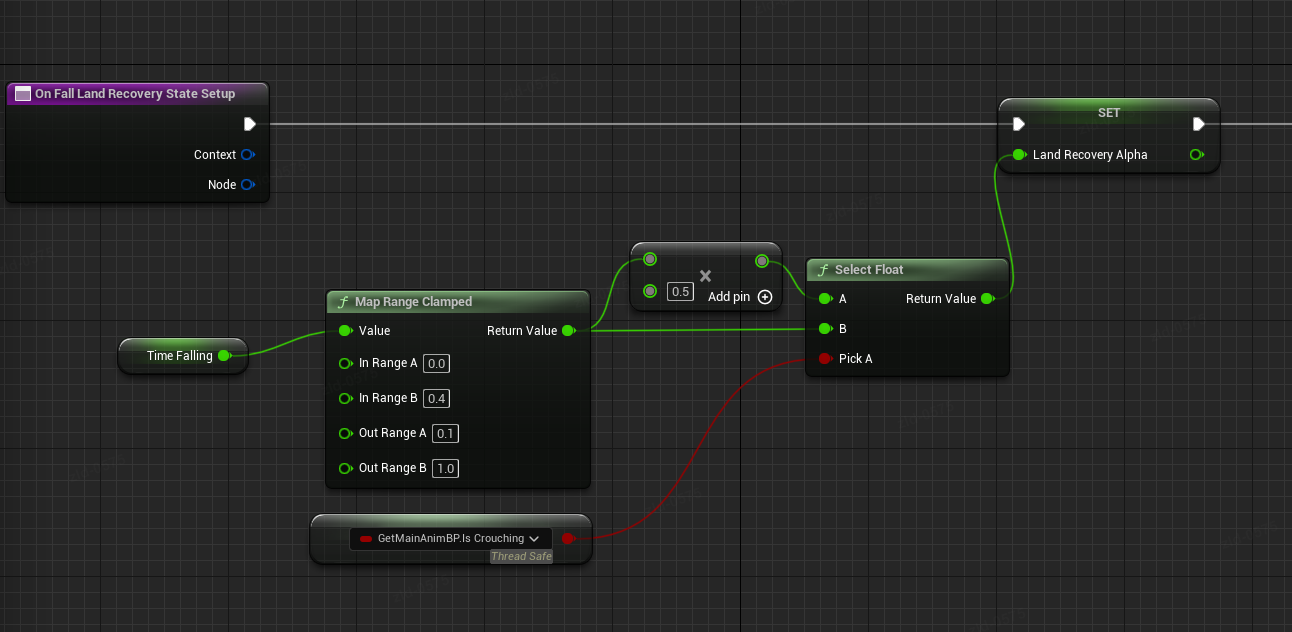 On Fall Land Recovery State Setup
SET
Context
Land Recovery Alpha
Node
0.5
Add pin
Select Float
Map Range Clamped
A
Return Value
Value
Return Value
B
Time Falling
Pick A
In Range A 0.0
In Range B 0.4
Out Range A 0.1
Out Range B 1.0
GetMainAnimBP.Is Crouching
Thread Safe